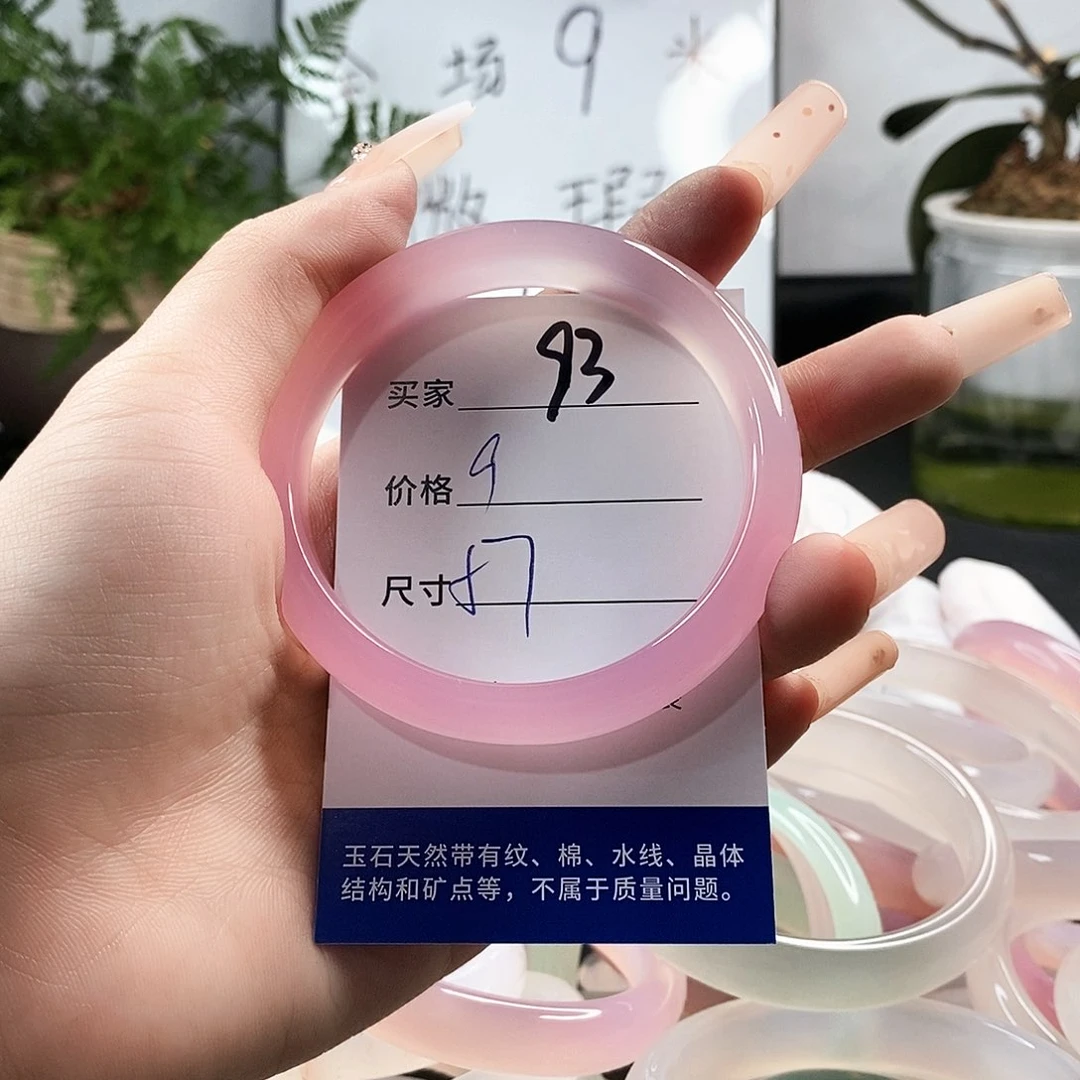 场 9
买家 93
价格 9
尺寸 57
玉石天然带有纹、棉、水线、晶体
结构和矿点等，不属于质量问题。